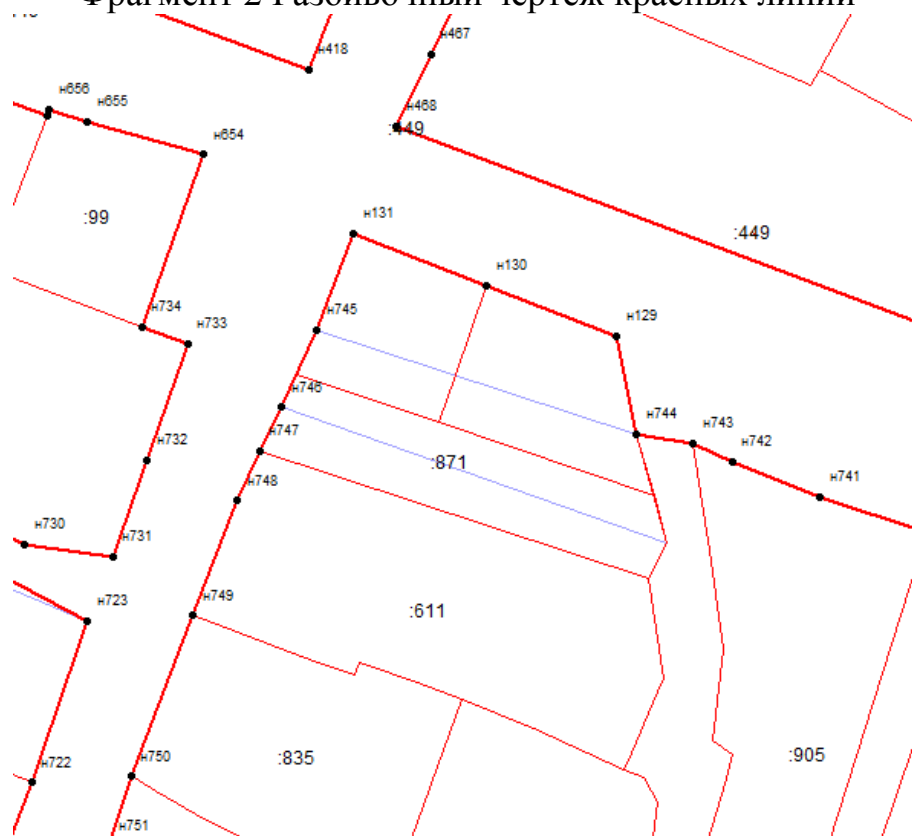 Фрагмент 2 Разбивочный чертеж красных линий
н418
н467
н656
н655
н468
:449
н654
:99
н131
:449
н130
н734
н745
н733
н129
н746
н744
н743
н747
н742
н732
:871
н748
н741
н730
н731
н723
н749
:611
н722
н750
:835
:905
н751